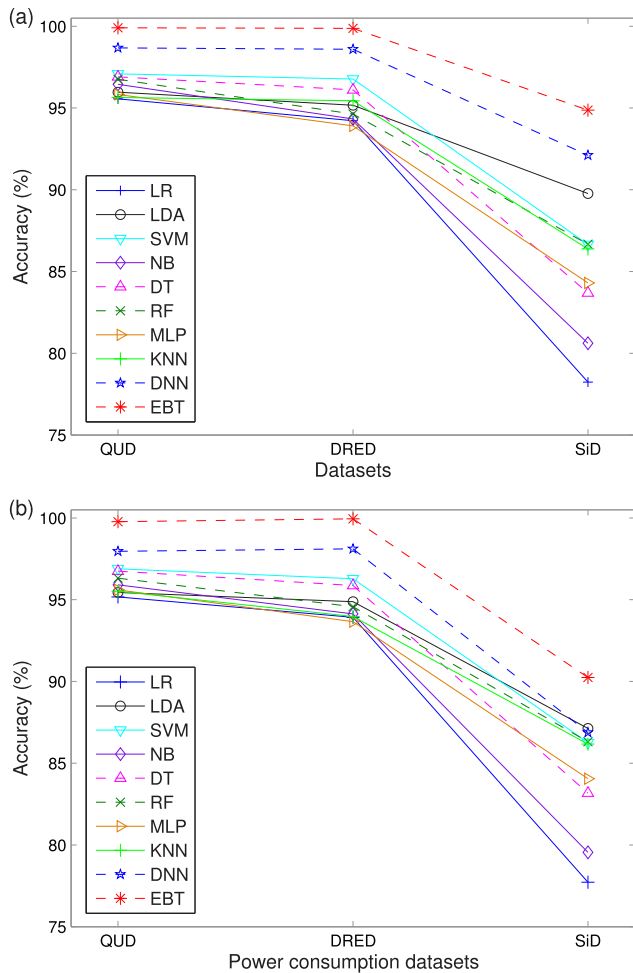 (a)
100
95
90
85
80
75
Accuracy (%)
LR
LDA
SVM
NB
DT
RF
MLP
KNN
DNN
EBT
QUD
DRED
SiD
Datasets
(b)
100
95
90
85
80
75
Accuracy (%)
LR
LDA
SVM
NB
DT
RF
MLP
KNN
DNN
EBT
QUD
DRED
SiD
Power consumption datasets